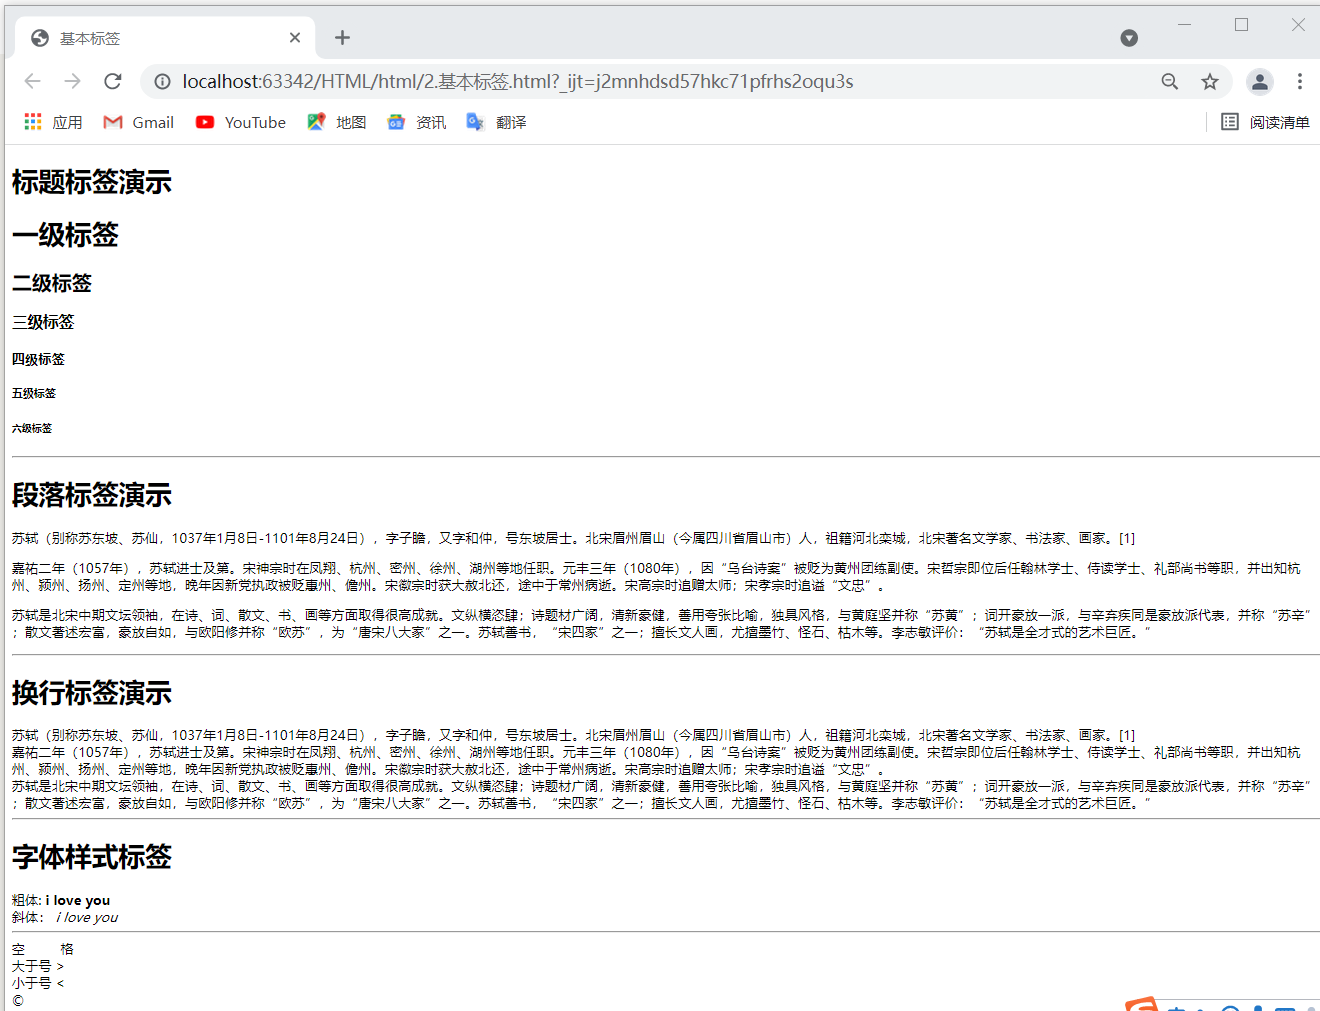 基本标签
localhost:63342/HTML/html/2.基本标签.html?_ijt=j2mnhdsd57hkc71pfrhs2oqu3s
应用 Gmail YouTube 地图 资讯 翻译 阅读清单
标题标签演示
一级标签
二级标签
三级标签
四级标签
五级标签
六级标签
段落标签演示
苏轼（别称苏东坡、苏仙，1037年1月8日-1101年8月24日），字子瞻，又字和仲，号东坡居士。北宋眉州眉山（今属四川省眉山市）人，祖籍河北栾城，北宋著名文学家、书法家、画家。[1]
嘉祐二年（1057年），苏轼进士及第。宋神宗时在凤翔、杭州、密州、徐州、湖州等地任职。元丰三年（1080年），因“乌台诗案”被贬为黄州团练副使。宋哲宗即位后任翰林学士、侍读学士、礼部尚书等职，并出知杭
州、颍州、扬州、定州等地，晚年因新党执政被贬惠州、儋州。宋徽宗时获大赦北还，途中于常州病逝。宋高宗时追赠太师；宋孝宗时追谥“文忠”。
苏轼是北宋中期文坛领袖，在诗、词、散文、书、画等方面取得很高成就。文纵横恣肆；诗题材广阔，清新豪健，善用夸张比喻，独具风格，与黄庭坚并称“苏黄”；词开豪放一派，与辛弃疾同是豪放派代表，并称“苏辛”
；散文著述宏富，豪放自如，与欧阳修并称“欧苏”，为“唐宋八大家”之一。苏轼善书，“宋四家”之一；擅长文人画，尤擅墨竹、怪石、枯木等。李志敏评价：“苏轼是全才式的艺术巨匠。”
换行标签演示
苏轼（别称苏东坡、苏仙，1037年1月8日-1101年8月24日），字子瞻，又字和仲，号东坡居士。北宋眉州眉山（今属四川省眉山市）人，祖籍河北栾城，北宋著名文学家、书法家、画家。[1]
嘉祐二年（1057年），苏轼进士及第。宋神宗时在凤翔、杭州、密州、徐州、湖州等地任职。元丰三年（1080年），因“乌台诗案”被贬为黄州团练副使。宋哲宗即位后任翰林学士、侍读学士、礼部尚书等职，并出知杭
州、颍州、扬州、定州等地，晚年因新党执政被贬惠州、儋州。宋徽宗时获大赦北还，途中于常州病逝。宋高宗时追赠太师；宋孝宗时追谥“文忠”。
苏轼是北宋中期文坛领袖，在诗、词、散文、书、画等方面取得很高成就。文纵横恣肆；诗题材广阔，清新豪健，善用夸张比喻，独具风格，与黄庭坚并称“苏黄”；词开豪放一派，与辛弃疾同是豪放派代表，并称“苏辛”
；散文著述宏富，豪放自如，与欧阳修并称“欧苏”，为“唐宋八大家”之一。苏轼善书，“宋四家”之一；擅长文人画，尤擅墨竹、怪石、枯木等。李志敏评价：“苏轼是全才式的艺术巨匠。”
字体样式标签
粗体: i love you
斜体： i love you
空 格
大于号 >
小于号 <
©